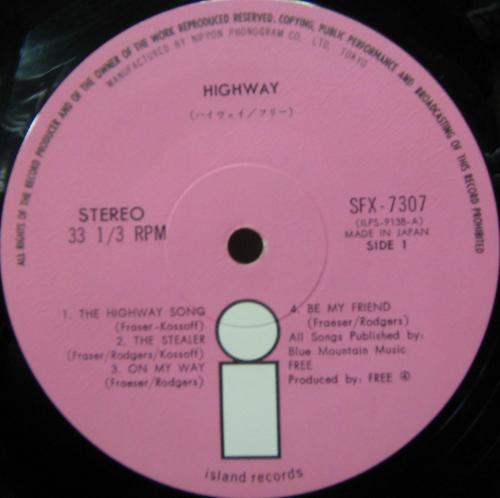 ALL RIGHTS OF THE RECORD PRODUCER AND OF THE OWNER OF THE WORK REPRODUCED RESERVED. COPYING, PUBLIC PERFORMANCE AND BROADCASTING OF THIS RECORD PROHIBITED
MANUFACTURED BY NIPPON PHONOGRAM CO., LTD. TOKYO
HIGHWAY
(ハイウェイ/フリー)
STEREO
33 1/3 RPM
SFX-7307
(ILPS-9138-A)
MADE IN JAPAN
SIDE 1
1. THE HIGHWAY SONG
(Fraser-Kossoff)
2. THE STEALER
(Fraser/Rodgers/Kossoff)
3. ON MY WAY
(Fraeser/Rodgers)
4. BE MY FRIEND
(Fraeser/Rodgers)
All Songs Published by:
Blue Mountain Music
FREE
Produced by: FREE ④
island records